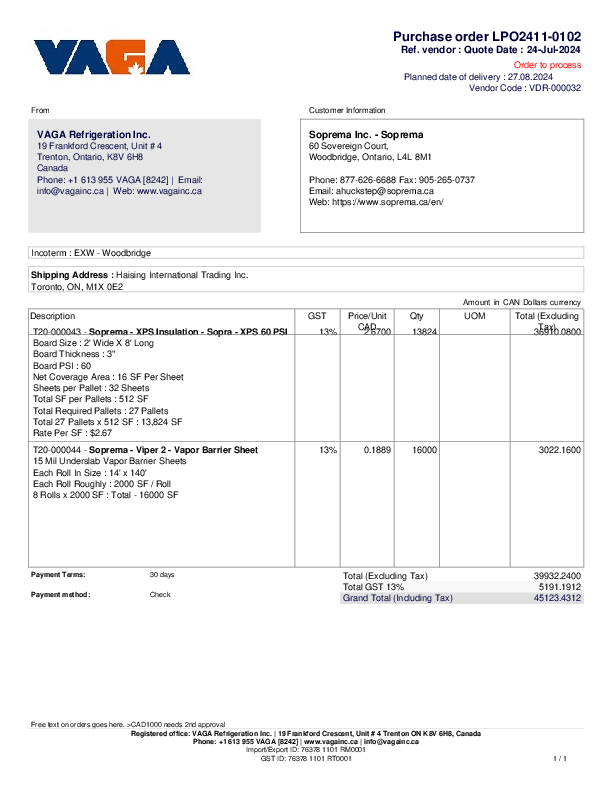 VAGA
Purchase order LPO2411-0102
Ref. vendor : Quote Date : 24-Jul-2024
Order to process
Planned date of delivery : 27.08.2024
Vendor Code : VDR-000032
From
Customer Information
VAGA Refrigeration Inc.
19 Frankford Crescent, Unit # 4
Trenton, Ontario, K8V 6H8
Canada
Phone: +1 613 955 VAGA [8242] | Email:
info@vagainc.ca | Web: www.vagainc.ca
Soprema Inc. - Soprema
60 Sovereign Court,
Woodbridge, Ontario, L4L 8M1
Phone: 877-626-6688 Fax: 905-265-0737
Email: ahuckstep@soprema.ca
Web: https://www.soprema.ca/en/
Incoterm : EXW - Woodbridge
Shipping Address : Haising International Trading Inc.
Toronto, ON, M1X 0E2
Amount in CAN Dollars currency
Description GST Price/Unit CAD Qty UOM Total (Excluding Tax)
T20-000043 - Soprema - XPS Insulation - Sopra - XPS 60 PSI 13% 2.6700 13824 36910.0800
Board Size : 2' Wide X 8' Long
Board Thickness : 3"
Board PSI : 60
Net Coverage Area : 16 SF Per Sheet
Sheets per Pallet : 32 Sheets
Total SF per Pallets : 512 SF
Total Required Pallets : 27 Pallets
Total 27 Pallets x 512 SF : 13,824 SF
Rate Per SF : $2.67
T20-000044 - Soprema - Viper 2 - Vapor Barrier Sheet 13% 0.1889 16000 3022.1600
15 Mil Underslab Vapor Barrier Sheets
Each Roll In Size : 14' x 140'
Each Roll Roughly : 2000 SF / Roll
8 Rolls x 2000 SF : Total - 16000 SF
Payment Terms: 30 days
Payment method: Check
Total (Excluding Tax) 39932.2400
Total GST 13% 5191.1912
Grand Total (Including Tax) 45123.4312
Free text on orders goes here. >CAD1000 needs 2nd approval
Registered office: VAGA Refrigeration Inc. | 19 Frankford Crescent, Unit # 4 Trenton ON K8V 6H8, Canada
Phone: +1 613 955 VAGA [8242] | www.vagainc.ca | info@vagainc.ca
Import/Export ID: 76378 1101 RM0001
GST ID: 76378 1101 RT0001
1 / 1